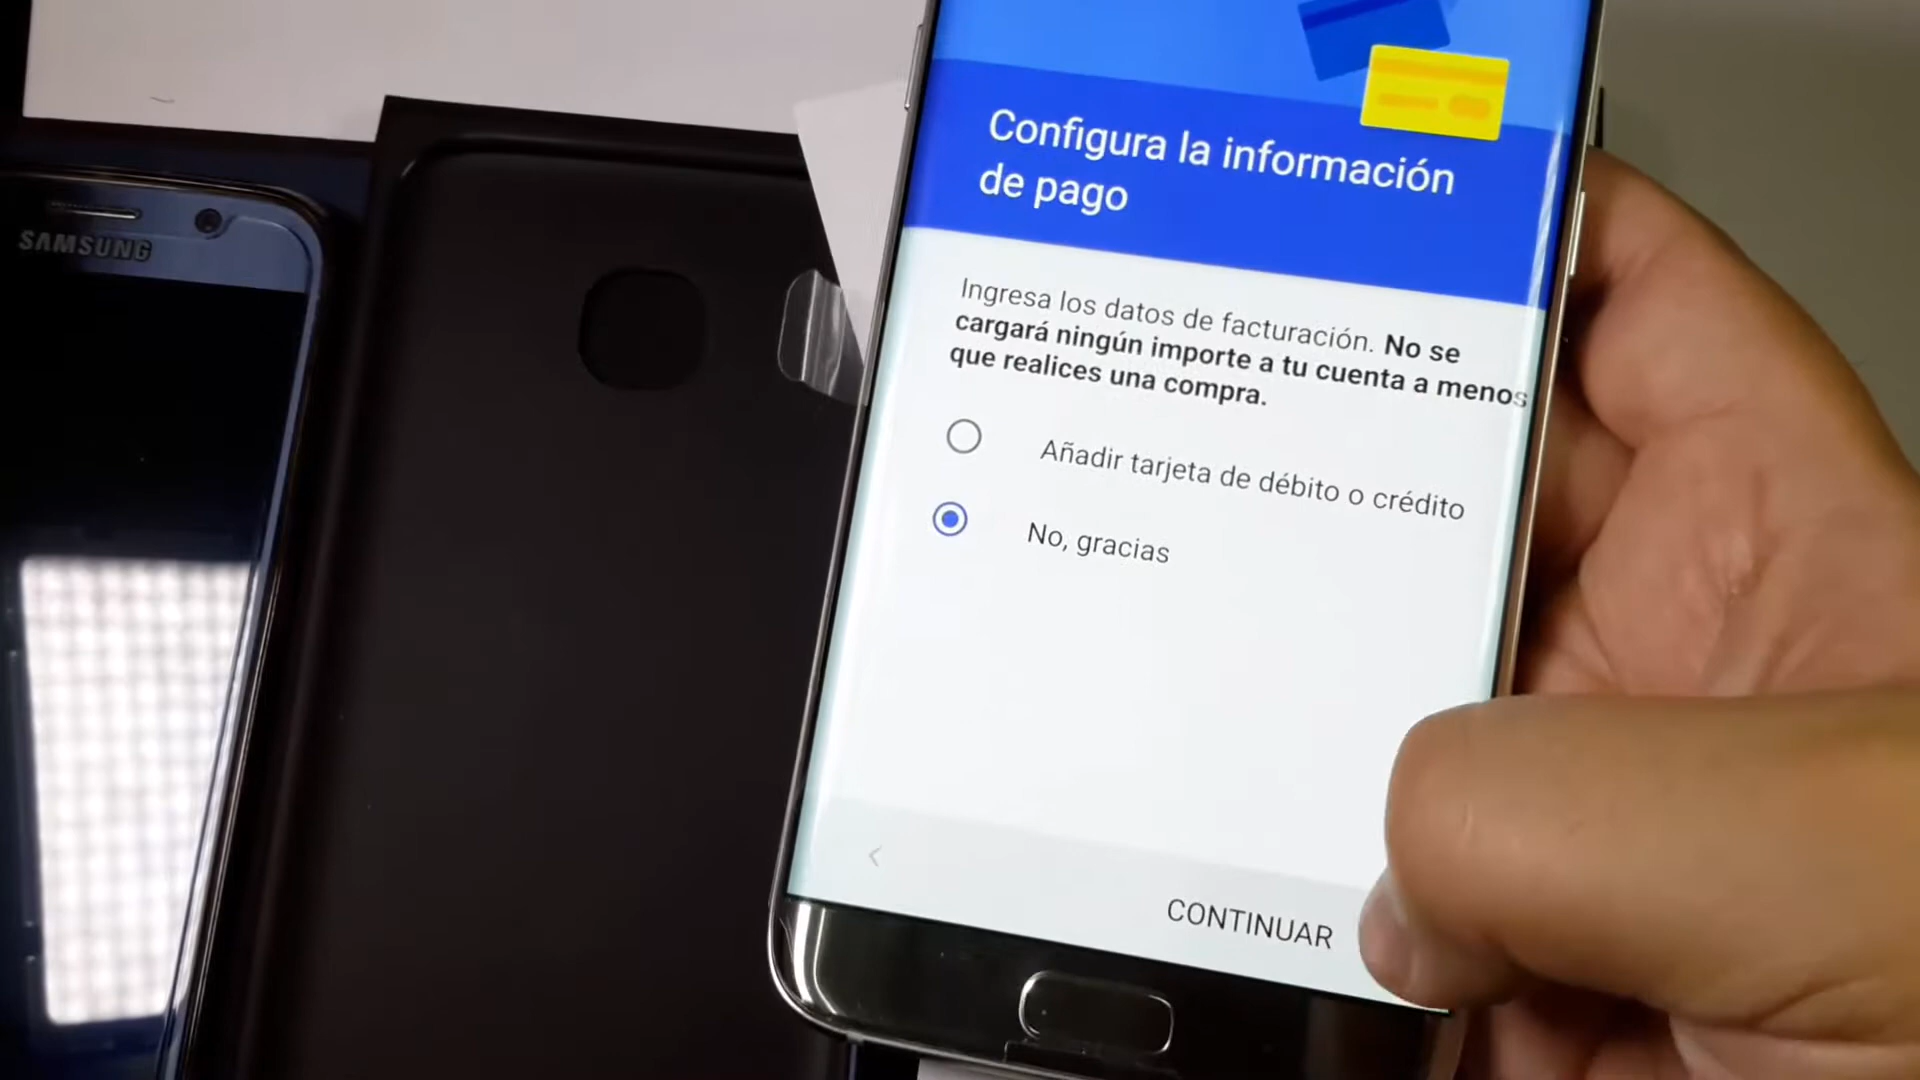 SAMSUNG
Configura la información
de pago
Ingresa los datos de facturación. No se
cargará ningún importe a tu cuenta a menos
que realices una compra.
Añadir tarjeta de débito o crédito
No, gracias
CONTINUAR